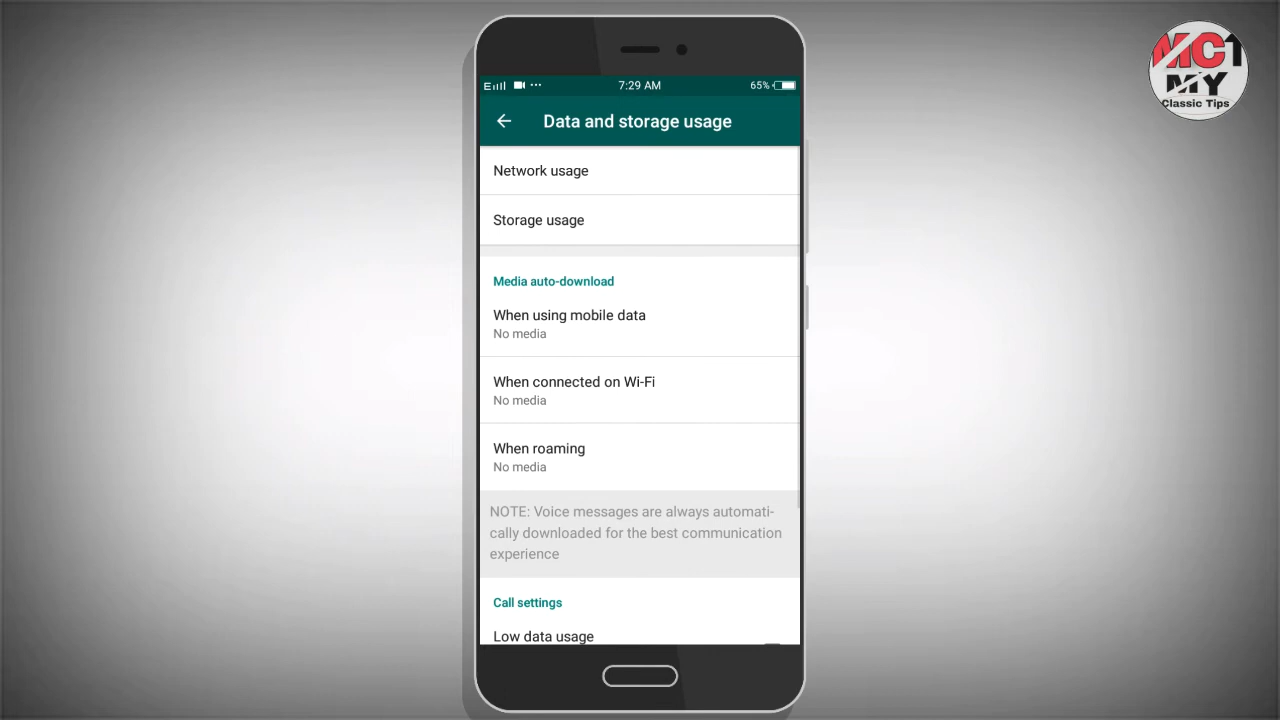 E
7:29 AM
65%
Data and storage usage
Network usage
Storage usage
Media auto-download
When using mobile data
No media
When connected on Wi-Fi
No media
When roaming
No media
NOTE: Voice messages are always automati-
cally downloaded for the best communication
experience
Call settings
Low data usage
MCT
MY
Classic Tips